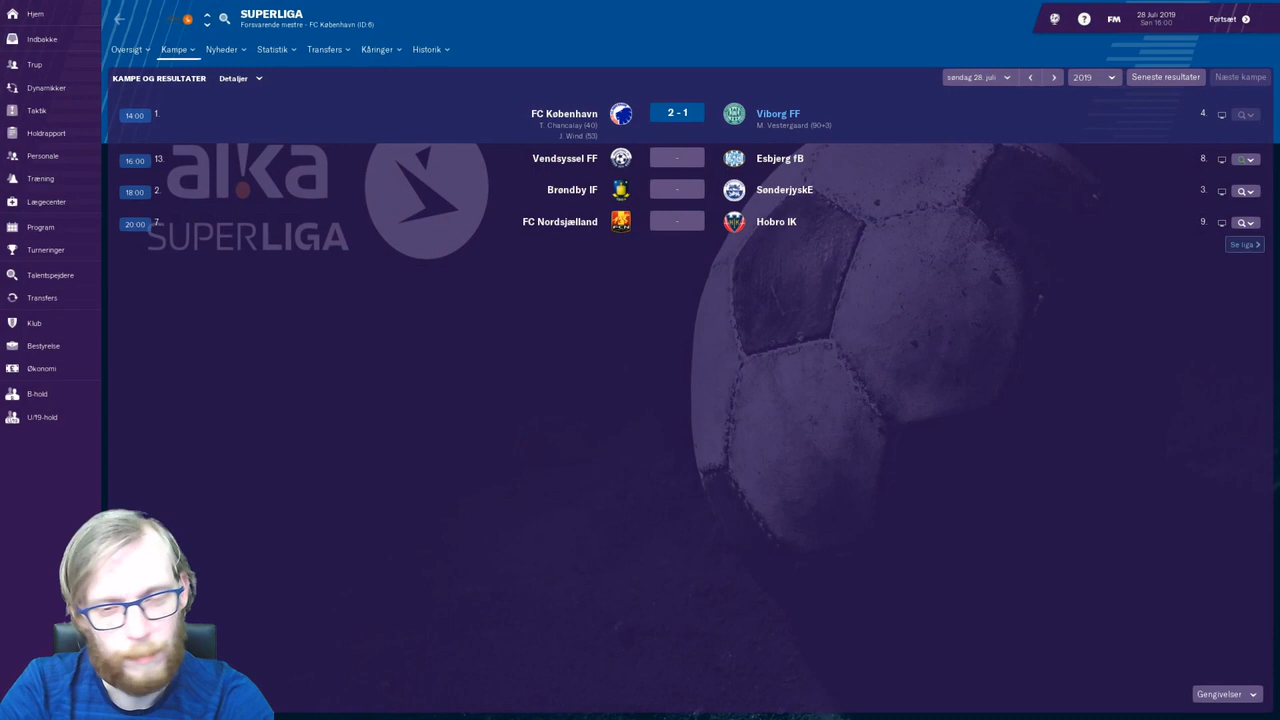 Hjem
Indbakke
Trup
Dynamikker
Taktik
Holdrapport
Personale
Træning
Lægecenter
Program
Turneringer
Talentspejdere
Transfers
Klub
Bestyrelse
Økonomi
B-hold
U/19-hold
SUPERLIGA
Forsvarende mestre - FC København (ID 6)
FM
28 Juli 2019
Søn 16:00
Fortsæt
Oversigt
Kampe
Nyheder
Statistik
Transfers
Kåringer
Historik
KAMPE OG RESULTATER
Detaljer
søndag 28. juli
2019
Seneste resultater
Næste kampe
14:00 1. FC København 2 - 1 Viborg FF 4.
T. Chancalay (40) M. Vestergaard (90+3)
J. Wind (53)
16:00 13. Vendsyssel FF - Esbjerg fB 8.
18:00 2. Brøndby IF - SønderjyskE 3.
20:00 7. FC Nordsjælland - Hobro IK 9.
Se liga
alka
SUPERLIGA
Gengivelser